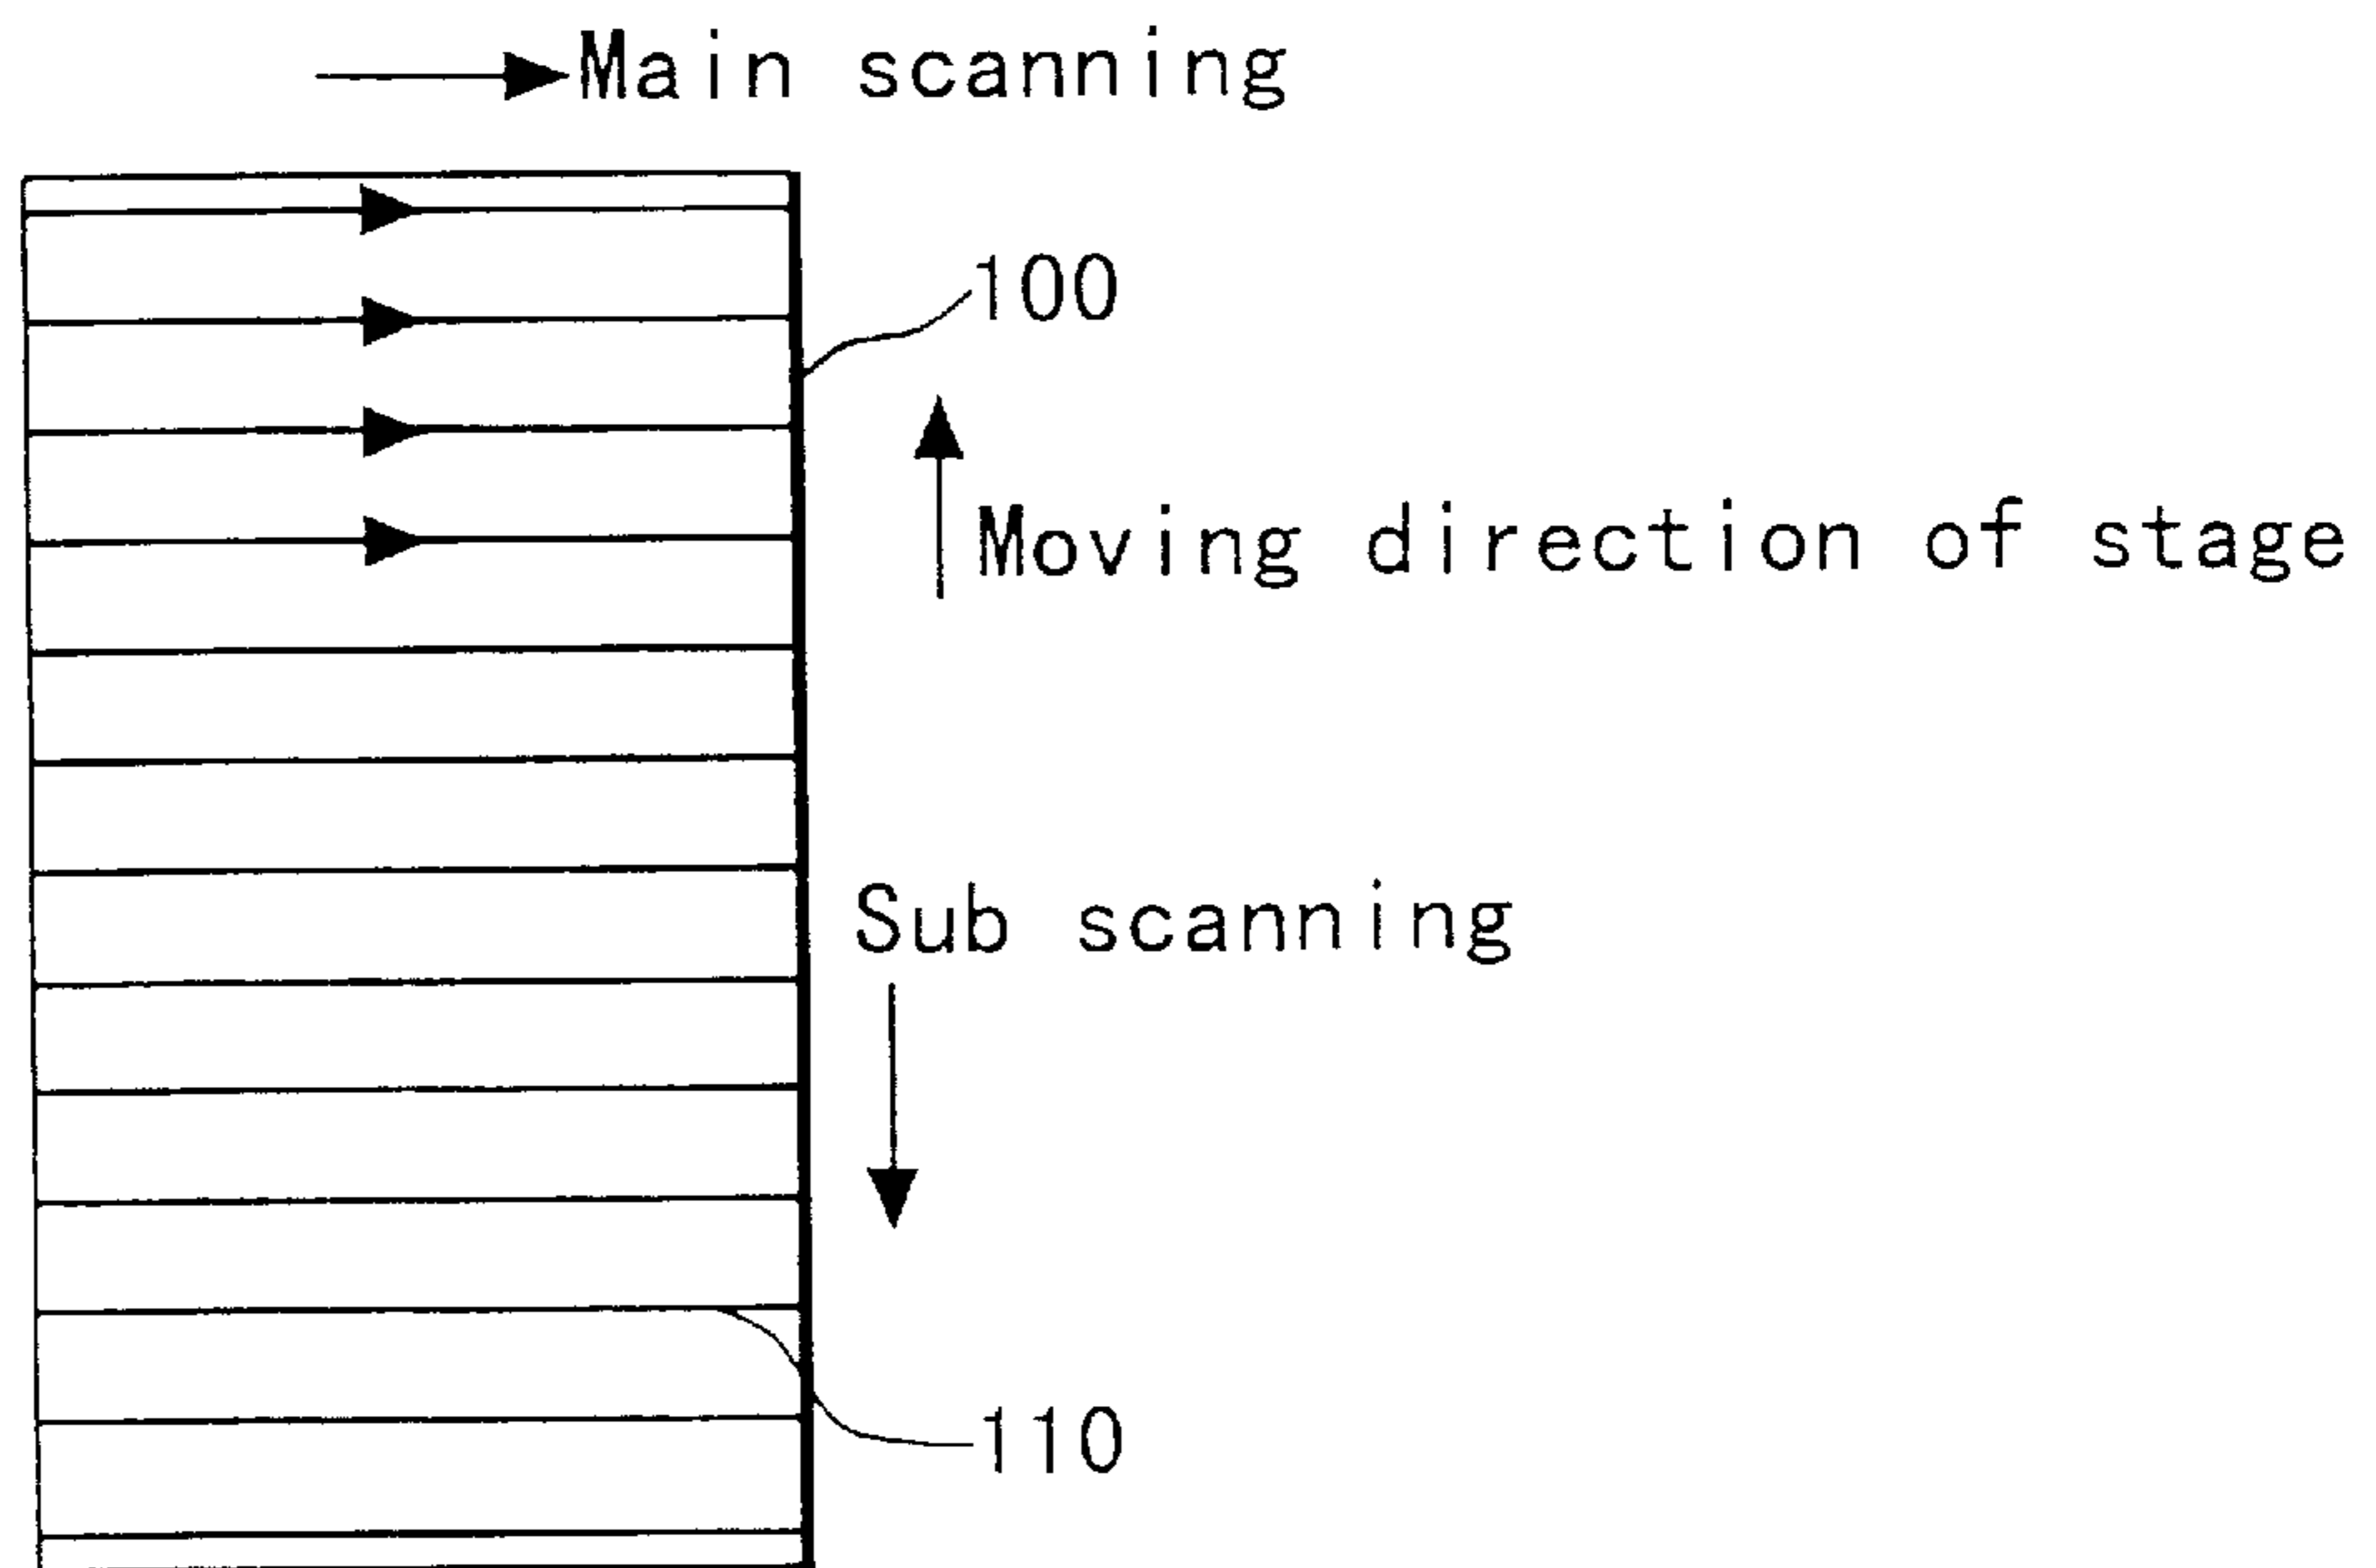 Main scanning
100
Moving direction of stage
Sub scanning
110